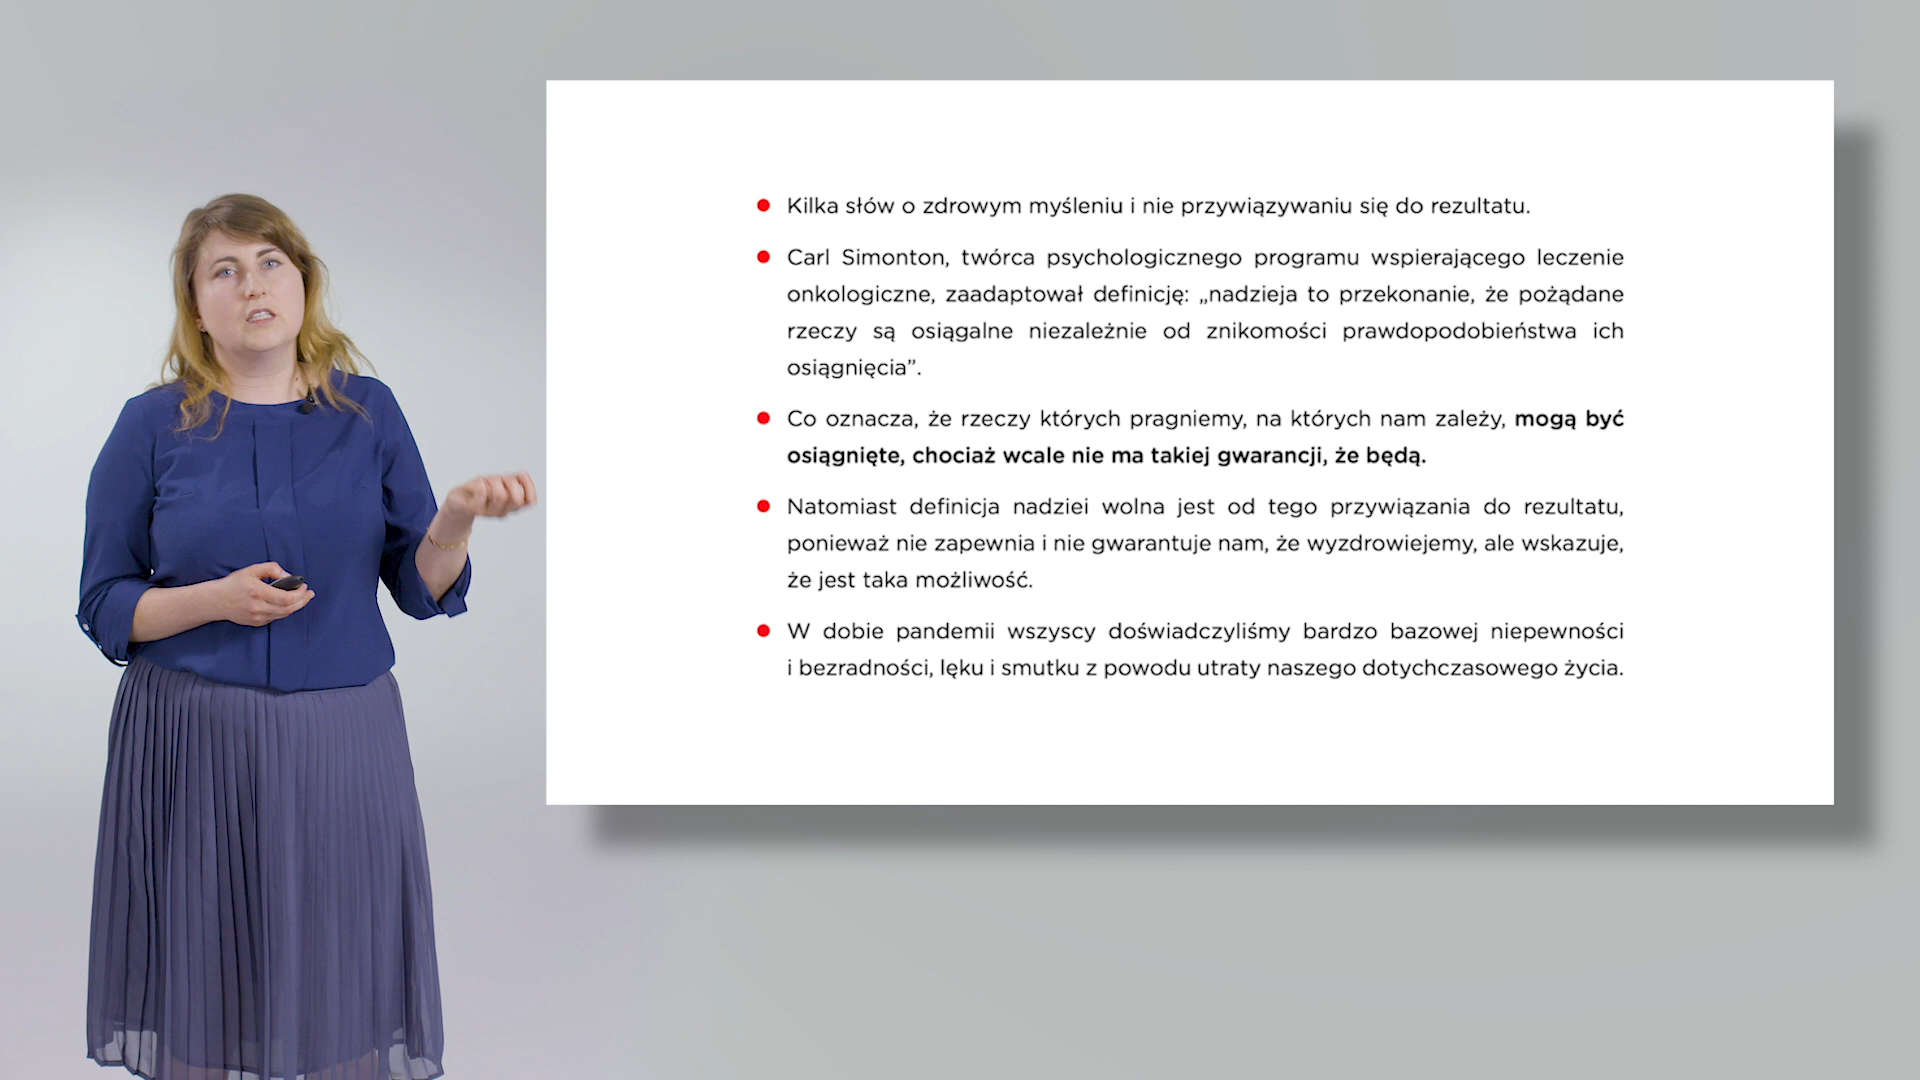 Kilka słów o zdrowym myśleniu i nie przywiązywaniu się do rezultatu.
Carl Simonton, twórca psychologicznego programu wspierającego leczenie
onkologiczne, zaadaptował definicję: „nadzieja to przekonanie, że pożądane
rzeczy są osiągalne niezależnie od znikomości prawdopodobieństwa ich
osiągnięcia”.
Co oznacza, że rzeczy których pragniemy, na których nam zależy, mogą być
osiągnięte, chociaż wcale nie ma takiej gwarancji, że będą.
Natomiast definicja nadziei wolna jest od tego przywiązania do rezultatu,
ponieważ nie zapewnia i nie gwarantuje nam, że wyzdrowiejemy, ale wskazuje,
że jest taka możliwość.
W dobie pandemii wszyscy doświadczyliśmy bardzo bazowej niepewności
i bezradności, lęku i smutku z powodu utraty naszego dotychczasowego życia.